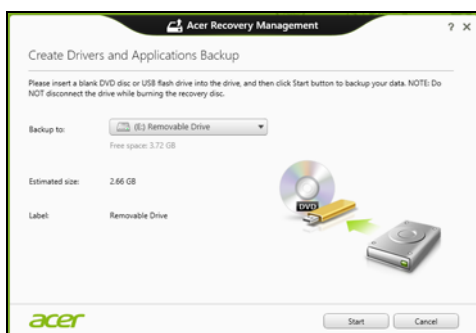 Acer Recovery Management
? ×
Create Drivers and Applications Backup
Please insert a blank DVD disc or USB flash drive into the drive, and then click Start button to backup your data. NOTE: Do
NOT disconnect the drive while burning the recovery disc.
Backup to: (E:) Removable Drive
Free space: 3.72 GB
Estimated size: 2.66 GB
DVD
Label: Removable Drive
acer Start Cancel